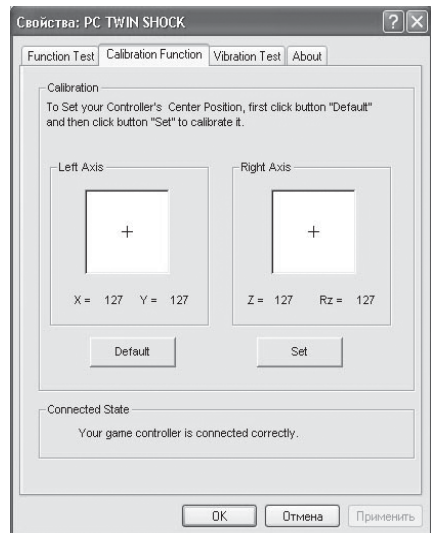 Свойства: PC TWIN SHOCK
Function Test Calibration Function Vibration Test About
Calibration
To Set your Controller's Center Position, first click button "Default"
and then click button "Set" to calibrate it.
Left Axis Right Axis
X = 127 Y = 127 Z = 127 Rz = 127
Default Set
Connected State
Your game controller is connected correctly.
OK Отмена Применить